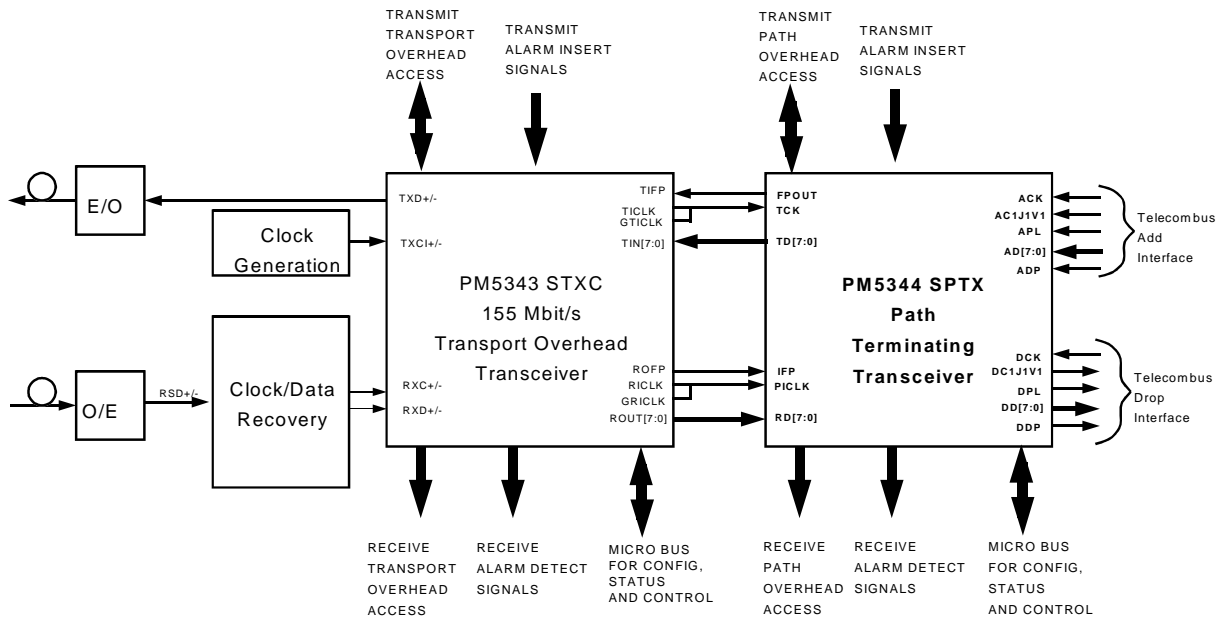 TRANSMIT
TRANSPORT
OVERHEAD
ACCESS
TRANSMIT
ALARM INSERT
SIGNALS
TRANSMIT
PATH
OVERHEAD
ACCESS
TRANSMIT
ALARM INSERT
SIGNALS
E/O
Clock
Generation
TXD+/-
TXCI+/-
TIFP
TICLK
GTICLK
TIN[7:0]
FPOUT
TCK
TD[7:0]
ACK
AC1J1V1
APL
AD[7:0]
ADP
Telecombus
Add
Interface
PM5343 STXC
155 Mbit/s
Transport Overhead
Transceiver
PM5344 SPTX
Path
Terminating
Transceiver
O/E
RSD+/-
Clock/Data
Recovery
RXC+/-
RXD+/-
ROFP
RICLK
GRICLK
ROUT[7:0]
IFP
PICLK
RD[7:0]
DCK
DC1J1V1
DPL
DD[7:0]
DDP
Telecombus
Drop
Interface
RECEIVE
TRANSPORT
OVERHEAD
ACCESS
RECEIVE
ALARM DETECT
SIGNALS
MICRO BUS
FOR CONFIG,
STATUS
AND CONTROL
RECEIVE
PATH
OVERHEAD
ACCESS
RECEIVE
ALARM DETECT
SIGNALS
MICRO BUS
FOR CONFIG,
STATUS
AND CONTROL